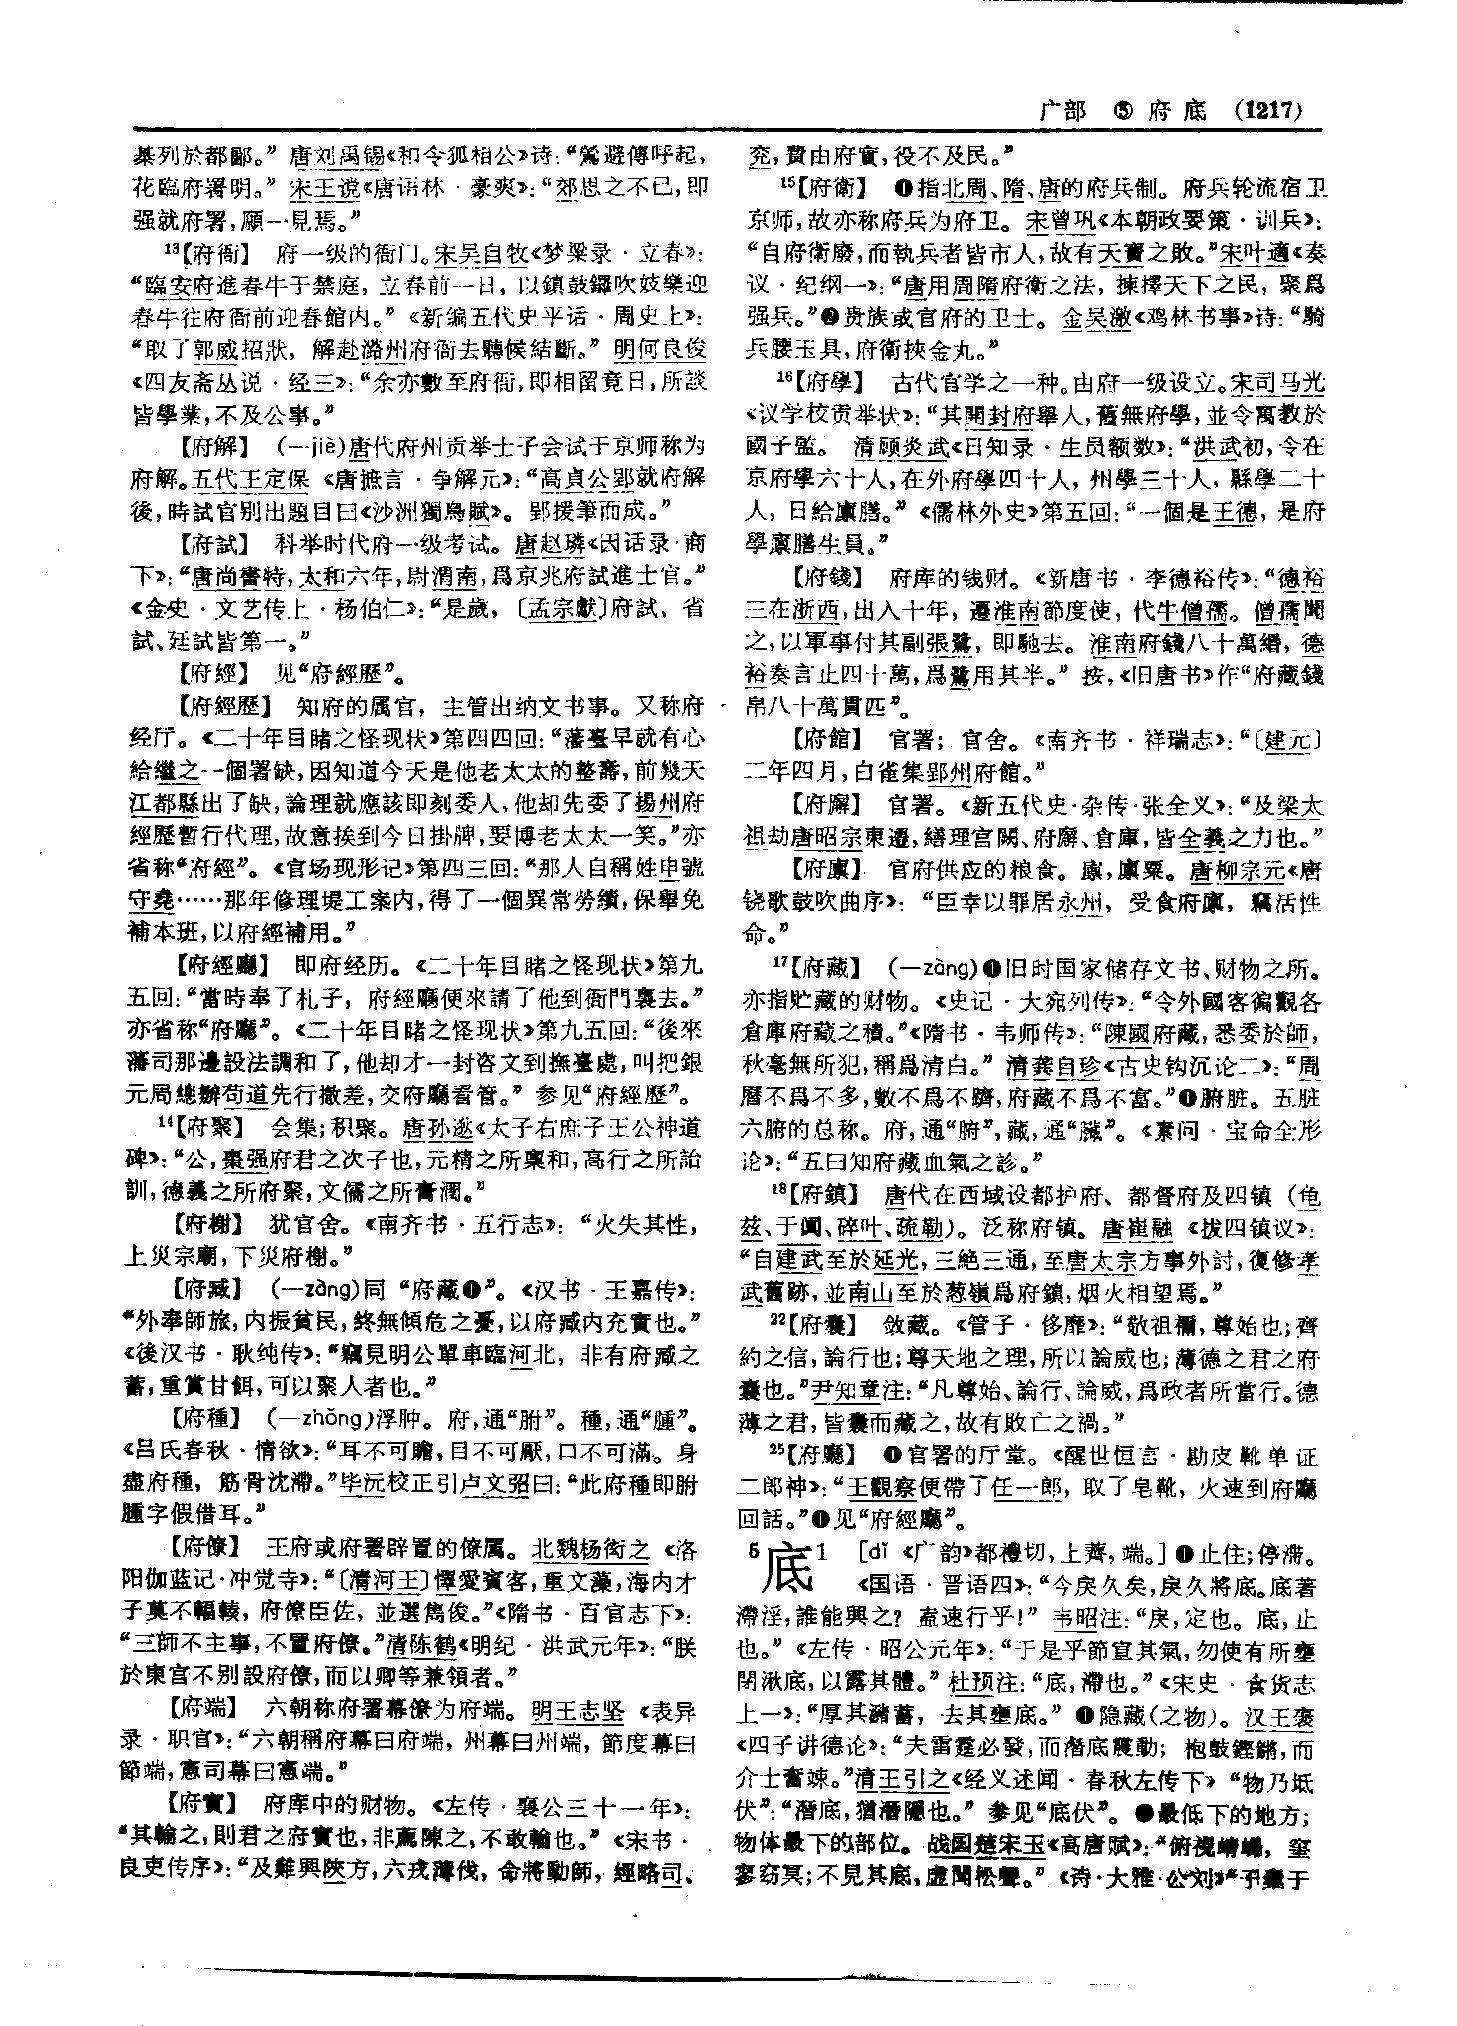 广部 ⑤ 府底 (1217)
棊列於都鄙。”唐刘禹锡《和令狐相公》诗：“鶯避傳呼起，
花臨府署明。”宋王谠《唐语林·豪爽》：“郊思之不已，即
强就府署，願一見焉。”
13【府衙】 府一级的衙门。宋吴自牧《梦粱录·立春》：
“臨安府進春牛于禁庭，立春前一日，以鎮鼓鑼吹妓樂迎
春牛往府衙前迎春館内。”《新编五代史平话·周史上》：
“取了郭威招狀，解赴潞州府衙去聽候結斷。”明何良俊
《四友斋丛说·经三》：“余亦數至府衙，即相留竟日，所談
皆學業，不及公事。”
【府解】 (一jiè)唐代府州贡举士子会试于京师称为
府解。五代王定保《唐摭言·争解元》：“高貞公郢就府解
後，時試官别出題目曰《沙洲獨鳥賦》。郢援筆而成。”
【府試】 科举时代府一级考试。唐赵璘《因话录·商
下》：“唐尚書特，太和六年，尉渭南，爲京兆府試進士官。”
《金史·文艺传上·杨伯仁》：“是歲，〔孟宗獻〕府試、省
試、廷試皆第一。”
【府經】 见“府經歷”。
【府經歷】 知府的属官，主管出纳文书事。又称府
经厅。《二十年目睹之怪现状》第四四回：“藩臺早就有心
給繼之一個署缺，因知道今天是他老太太的整壽，前幾天
江都縣出了缺，論理就應該即刻委人，他却先委了揚州府
經歷暫行代理，故意挨到今日掛牌，要博老太太一笑。”亦
省称“府經”。《官场现形记》第四三回：“那人自稱姓申號
守堯……那年修理堤工案内，得了一個異常勞績，保舉免
補本班，以府經補用。”
【府經廳】 即府经历。《二十年目睹之怪现状》第九
五回：“當時奉了札子，府經廳便來請了他到衙門裏去。”
亦省称“府廳”。《二十年目睹之怪现状》第九五回：“後來
藩司那邊設法調和了，他却才一封咨文到撫臺處，叫把銀
元局總辦苟道先行撤差，交府廳看管。”参见“府經歷”。
14【府聚】 会集；积聚。唐孙逖《太子右庶子王公神道
碑》：“公，棗强府君之次子也，元精之所禀和，高行之所詒
訓，德義之所府聚，文儒之所膏潤。”
【府榭】 犹官舍。《南齐书·五行志》：“火失其性，
上災宗廟，下災府榭。”
【府臧】 (一zàng)同“府藏❶”。《汉书·王嘉传》：
“外奉師旅，内振貧民，終無傾危之憂，以府臧内充實也。”
《後汉书·耿纯传》：“竊見明公單車臨河北，非有府臧之
蓄，重賞甘餌，可以聚人者也。”
【府種】 (一zhǒng)浮肿。府，通“胕”。種，通“腫”。
《吕氏春秋·情欲》：“耳不可贍，目不可厭，口不可滿。身
盡府種，筋骨沈滯。”毕沅校正引卢文弨曰：“此府種即胕
腫字假借耳。”
【府僚】 王府或府署辟置的僚属。北魏杨衒之《洛
阳伽蓝记·冲觉寺》：“〔清河王〕懌愛賓客，重文藻，海内才
子莫不輻輳，府僚臣佐，並選雋俊。”《隋书·百官志下》：
“三師不主事，不置府僚。”清陈鹤《明纪·洪武元年》：“朕
於東宫不别設府僚，而以卿等兼領者。”
【府端】 六朝称府署幕僚为府端。明王志坚《表异
录·职官》：“六朝稱府幕曰府端，州幕曰州端，節度幕曰
節端，憲司幕曰憲端。”
【府實】 府库中的财物。《左传·襄公三十一年》：
“其輸之，則君之府實也，非薦陳之，不敢輸也。”《宋书·
良吏传序》：“及難興陝方，六戎薄伐，命將動師，經略司、
兖，費由府實，役不及民。”
15【府衛】 ❶指北周、隋、唐的府兵制。府兵轮流宿卫
京师，故亦称府兵为府卫。宋曾巩《本朝政要策·训兵》：
“自府衛廢，而執兵者皆市人，故有天寶之敗。”宋叶適《奏
议·纪纲一》：“唐用周隋府衛之法，揀擇天下之民，聚爲
强兵。”❷贵族或官府的卫士。金吴激《鸡林书事》诗：“騎
兵腰玉具，府衛挾金丸。”
16【府學】 古代官学之一种。由府一级设立。宋司马光
《议学校贡举状》：“其開封府舉人，舊無府學，並令寓教於
國子監。清顾炎武《日知录·生员额数》：“洪武初，令在
京府學六十人，在外府學四十人，州學三十人，縣學二十
人，日給廪膳。”《儒林外史》第五回：“一個是王德，是府
學廪膳生員。”
【府錢】 府库的钱财。《新唐书·李德裕传》：“德裕
三在浙西，出入十年，遷淮南節度使，代牛僧孺。僧孺聞
之，以軍事付其副張鷺，即馳去。淮南府錢八十萬緡，德
裕奏言止四十萬，爲鷺用其半。”按，《旧唐书》作“府藏錢
帛八十萬貫匹”。
【府館】 官署；官舍。《南齐书·祥瑞志》：“〔建元〕
二年四月，白雀集郢州府館。”
【府廨】 官署。《新五代史·杂传·张全义》：“及梁太
祖劫唐昭宗東遷，繕理宫闕、府廨、倉庫，皆全義之力也。”
【府廪】 官府供应的粮食。廪，廪粟。唐柳宗元《唐
铙歌鼓吹曲序》：“臣幸以罪居永州，受食府廪，竊活性
命。”
17【府藏】 (一zàng)❶旧时国家储存文书、财物之所。
亦指贮藏的财物。《史记·大宛列传》：“令外國客徧觀各
倉庫府藏之積。”《隋书·韦师传》：“陳國府藏，悉委於師，
秋毫無所犯，稱爲清白。”清龚自珍《古史钩沉论二》：“周
曆不爲不多，數不爲不躋，府藏不爲不富。”❷腑脏。五脏
六腑的总称。府，通“腑”，藏，通“臟”。《素问·宝命全形
论》：“五曰知府藏血氣之診。”
18【府鎮】 唐代在西域设都护府、都督府及四镇（龟
兹、于阗、碎叶、疏勒）。泛称府镇。唐崔融《拔四镇议》：
“自建武至於延光，三絶三通，至唐太宗方事外討，復修孝
武舊跡，並南山至於葱嶺爲府鎮，烟火相望焉。”
22【府囊】 敛藏。《管子·侈靡》：“敬祖禰，尊始也；齊
約之信，論行也；尊天地之理，所以論威也；薄德之君之府
囊也。”尹知章注：“凡尊始、論行、論威，爲政者所當行。德
薄之君，皆囊而藏之，故有敗亡之禍。”
25【府廳】 ❶官署的厅堂。《醒世恒言·勘皮靴单证
二郎神》：“王觀察便帶了任一郎，取了皂靴，火速到府廳
回話。”❷见“府經廳”。
5底1 [dǐ 《广韵》都禮切，上薺，端。]❶止住；停滞。
《国语·晋语四》：“今戾久矣，戾久將底。底著
滯淫，誰能興之？盍速行乎！”韦昭注：“戾，定也。底，止
也。”《左传·昭公元年》：“于是乎節宣其氣，勿使有所壅
閉湫底，以露其體。”杜预注：“底，滯也。”《宋史·食货志
上一》：“厚其瀦蓄，去其壅底。”❷隐藏（之物）。汉王褒
《四子讲德论》：“夫雷霆必發，而潛底震動；枹鼓鏗鏘，而
介士奮竦。”清王引之《经义述闻·春秋左传下》“物乃坻
伏”：“潛底，猶潛隱也。”参见“底伏”。❸最低下的地方；
物体最下的部位。战国楚宋玉《高唐赋》：“俯視崝嶸，窐
寥窈冥；不見其底，虚聞松聲。”《诗·大雅·公刘》“于橐于